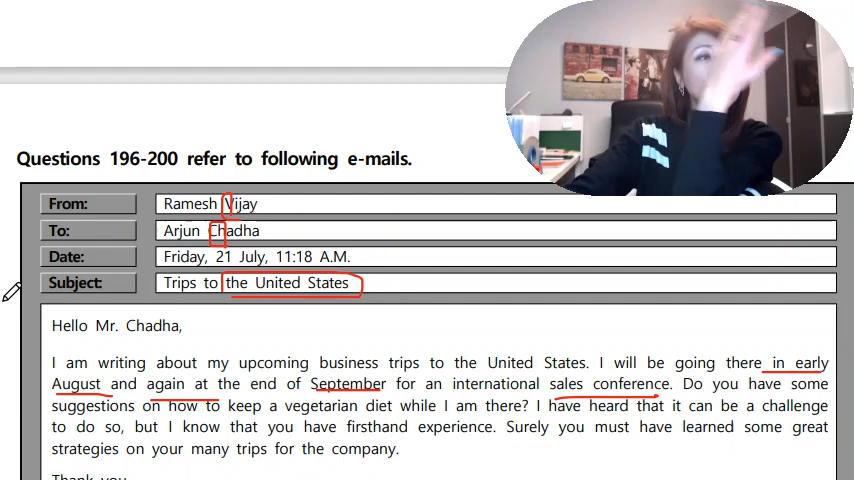 Questions 196-200 refer to following e-mails.
From: Ramesh Vijay
To: Arjun Chadha
Date: Friday, 21 July, 11:18 A.M.
Subject: Trips to the United States
Hello Mr. Chadha,
I am writing about my upcoming business trips to the United States. I will be going there in early
August and again at the end of September for an international sales conference. Do you have some
suggestions on how to keep a vegetarian diet while I am there? I have heard that it can be a challenge
to do so, but I know that you have firsthand experience. Surely you must have learned some great
strategies on your many trips for the company.
Thank you